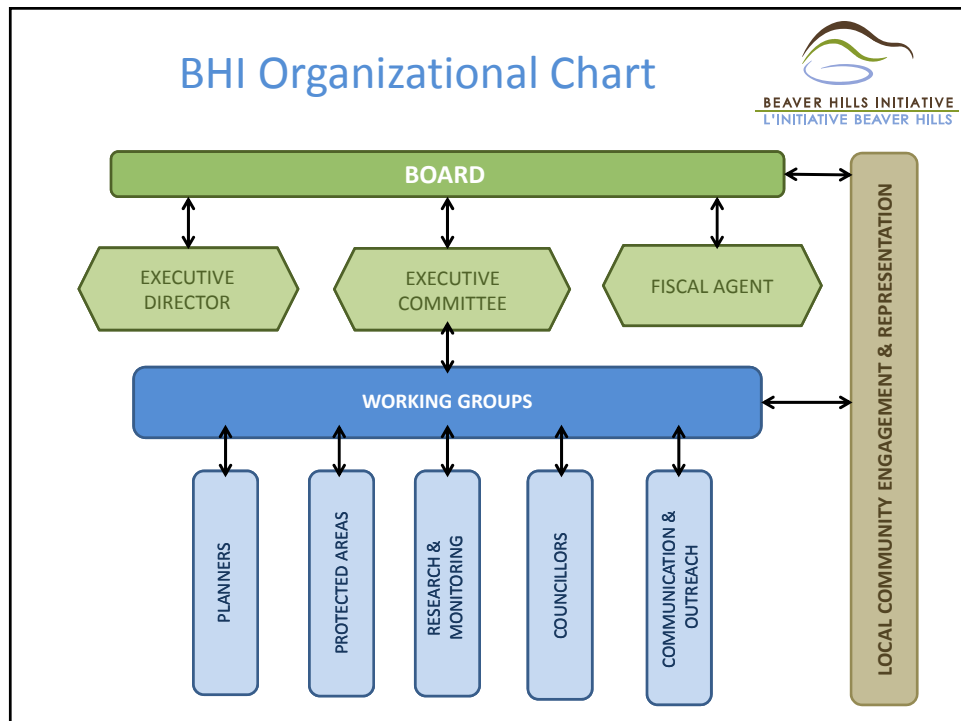 BHI Organizational Chart
BEAVER HILLS INITIATIVE
L'INITIATIVE BEAVER HILLS
BOARD
EXECUTIVE
DIRECTOR
EXECUTIVE
COMMITTEE
FISCAL AGENT
WORKING GROUPS
PLANNERS
PROTECTED AREAS
RESEARCH &
MONITORING
COUNCILLORS
COMMUNICATION &
OUTREACH
LOCAL COMMUNITY ENGAGEMENT & REPRESENTATION